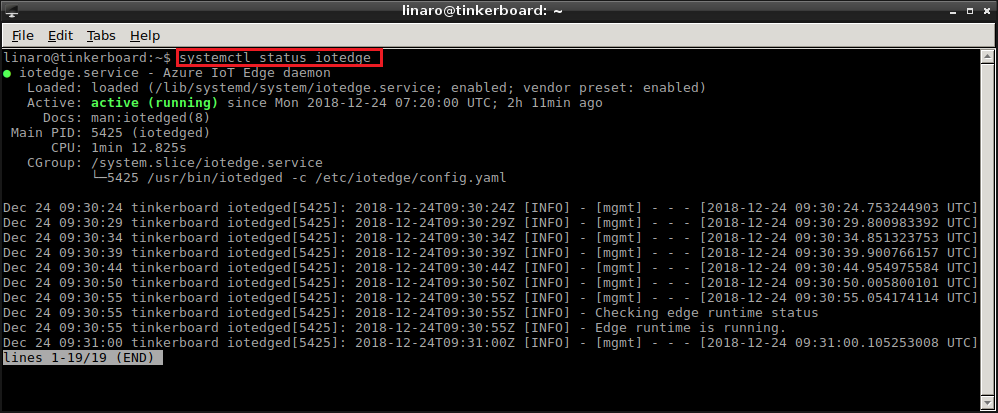 linaro@tinkerboard: ~
File Edit Tabs Help
linaro@tinkerboard:~$ systemctl status iotedge
● iotedge.service - Azure IoT Edge daemon
Loaded: loaded (/lib/systemd/system/iotedge.service; enabled; vendor preset: enabled)
Active: active (running) since Mon 2018-12-24 07:20:00 UTC; 2h 11min ago
Docs: man:iotedged(8)
Main PID: 5425 (iotedged)
CPU: 1min 12.825s
CGroup: /system.slice/iotedge.service
└─5425 /usr/bin/iotedged -c /etc/iotedge/config.yaml
Dec 24 09:30:24 tinkerboard iotedged[5425]: 2018-12-24T09:30:24Z [INFO] - [mgmt] - - - [2018-12-24 09:30:24.753244903 UTC]
Dec 24 09:30:29 tinkerboard iotedged[5425]: 2018-12-24T09:30:29Z [INFO] - [mgmt] - - - [2018-12-24 09:30:29.800983392 UTC]
Dec 24 09:30:34 tinkerboard iotedged[5425]: 2018-12-24T09:30:34Z [INFO] - [mgmt] - - - [2018-12-24 09:30:34.851323753 UTC]
Dec 24 09:30:39 tinkerboard iotedged[5425]: 2018-12-24T09:30:39Z [INFO] - [mgmt] - - - [2018-12-24 09:30:39.900766157 UTC]
Dec 24 09:30:44 tinkerboard iotedged[5425]: 2018-12-24T09:30:44Z [INFO] - [mgmt] - - - [2018-12-24 09:30:44.954975584 UTC]
Dec 24 09:30:50 tinkerboard iotedged[5425]: 2018-12-24T09:30:50Z [INFO] - [mgmt] - - - [2018-12-24 09:30:50.005800101 UTC]
Dec 24 09:30:55 tinkerboard iotedged[5425]: 2018-12-24T09:30:55Z [INFO] - [mgmt] - - - [2018-12-24 09:30:55.054174114 UTC]
Dec 24 09:30:55 tinkerboard iotedged[5425]: 2018-12-24T09:30:55Z [INFO] - Checking edge runtime status
Dec 24 09:30:55 tinkerboard iotedged[5425]: 2018-12-24T09:30:55Z [INFO] - Edge runtime is running.
Dec 24 09:31:00 tinkerboard iotedged[5425]: 2018-12-24T09:31:00Z [INFO] - [mgmt] - - - [2018-12-24 09:31:00.105253008 UTC]
lines 1-19/19 (END)